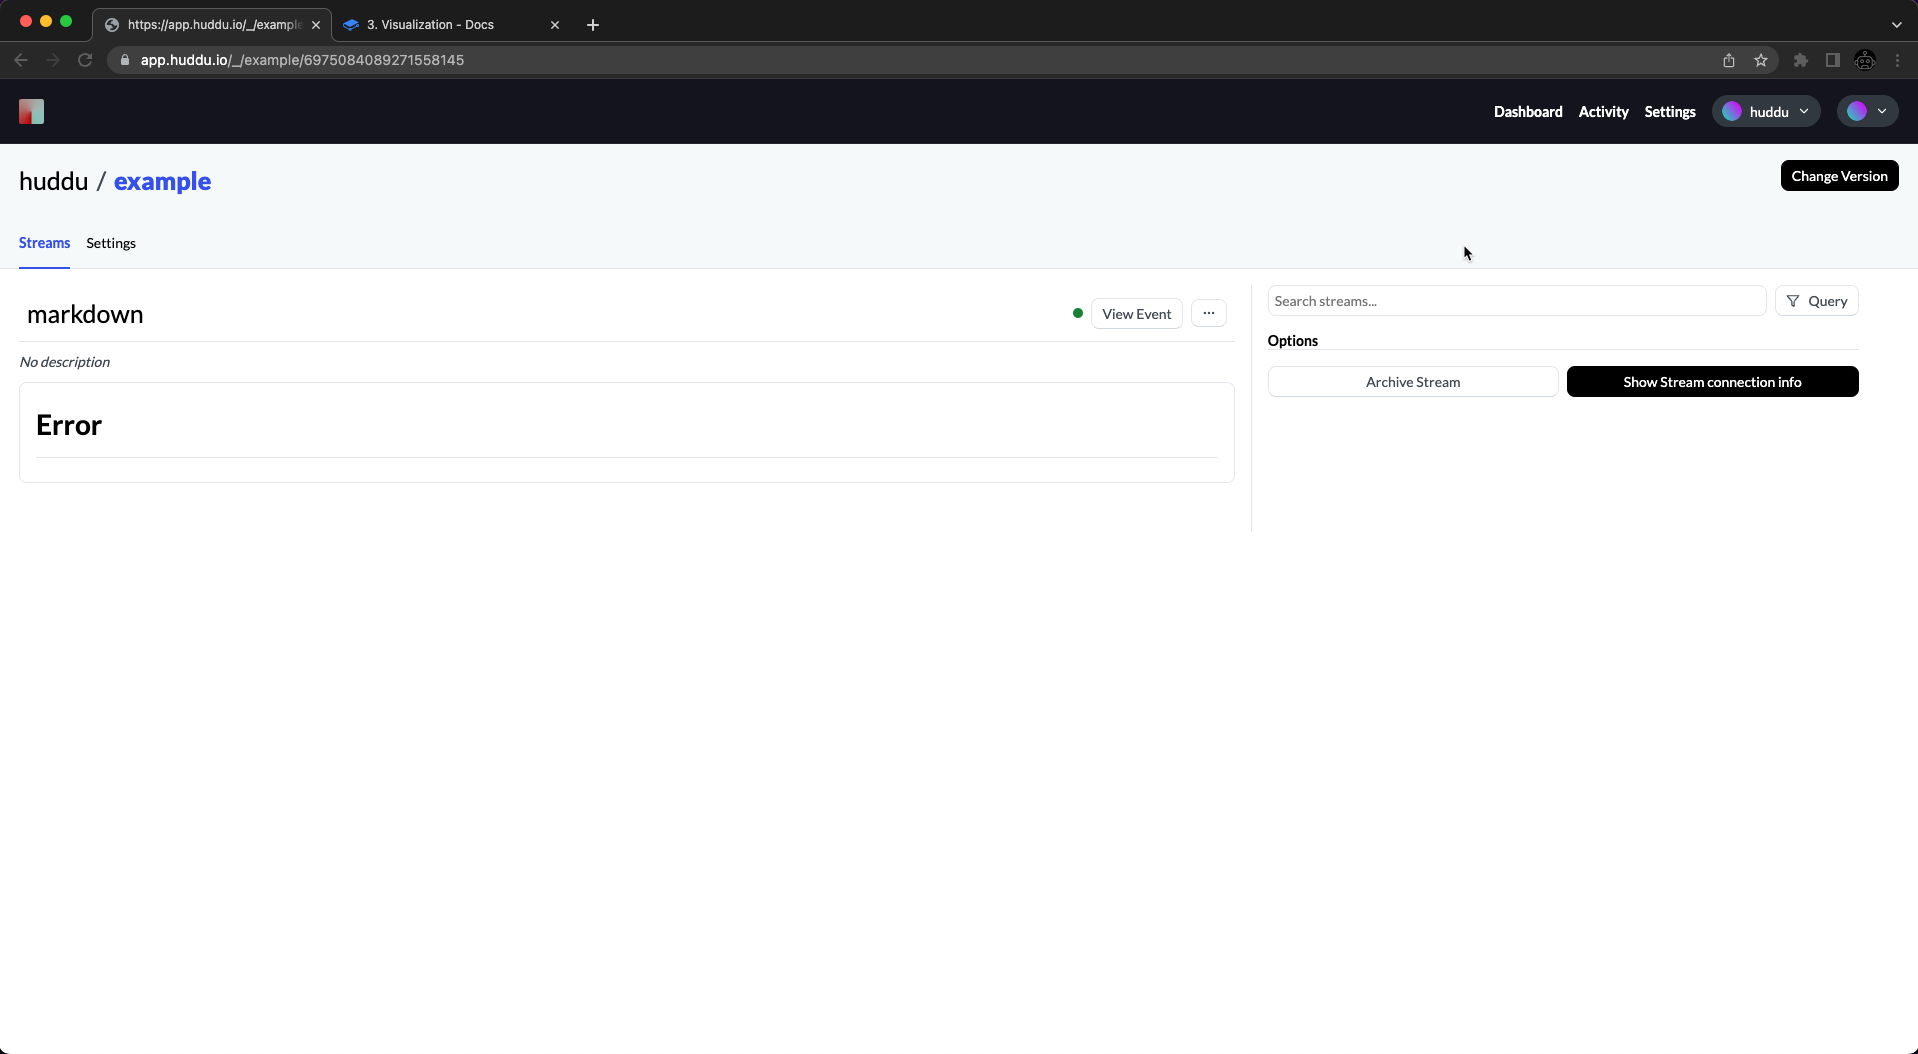 https://app.huddu.io/_/example
3. Visualization - Docs
app.huddu.io/_/example/6975084089271558145
Dashboard
Activity
Settings
huddu
huddu / example
Change Version
Streams
Settings
markdown
View Event
...
No description
Error
Search streams...
Query
Options
Archive Stream
Show Stream connection info